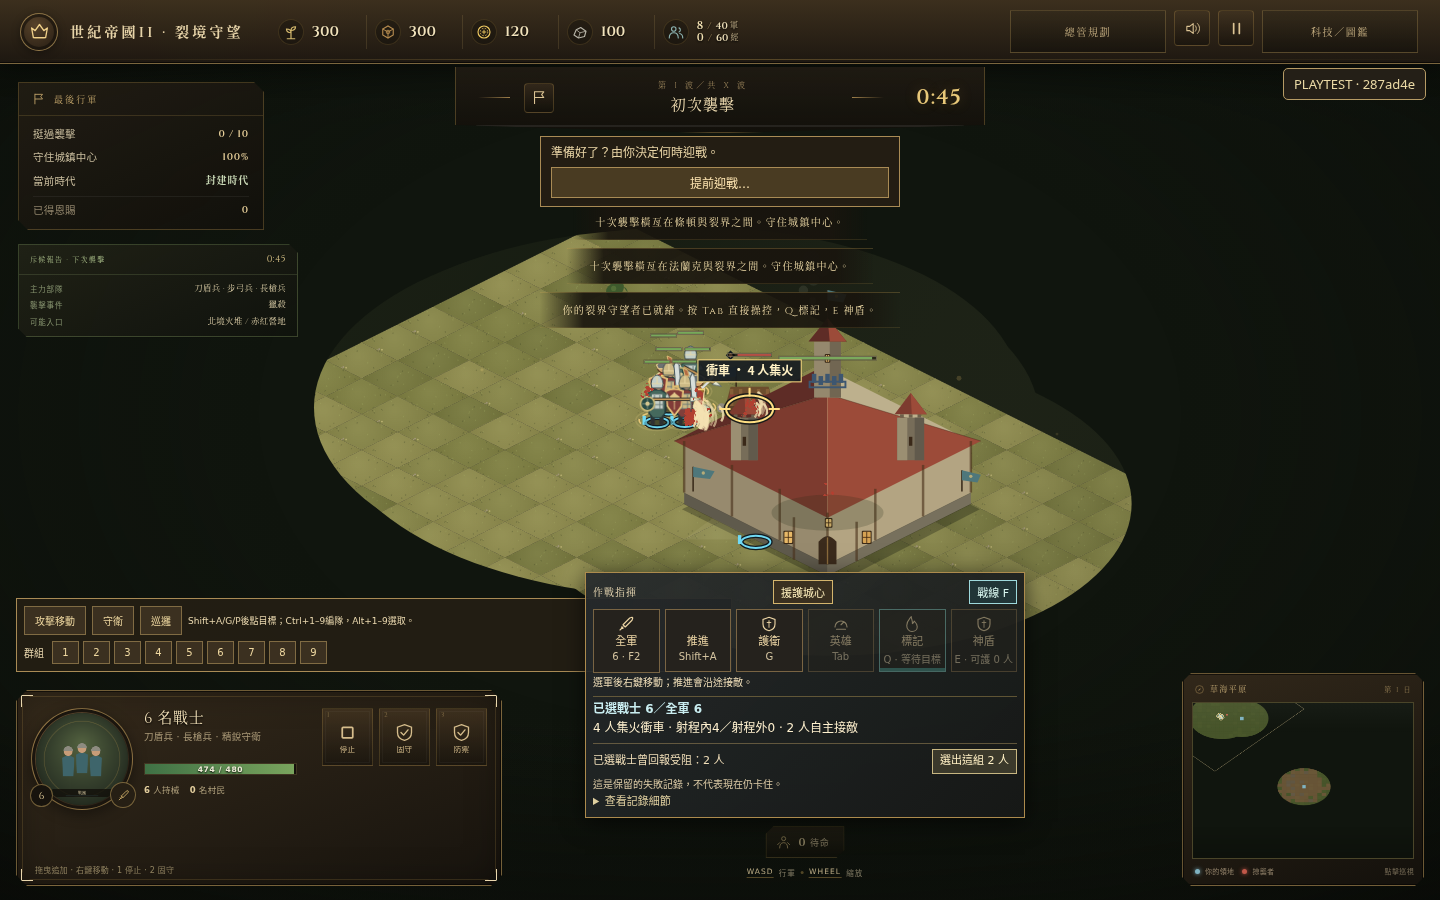 世紀帝國II · 裂境守望
300
300
120
100
8 / 40 軍
0 / 60 經
總管規劃
科技／圖鑑
PLAYTEST · 287ad4e
最後行軍
挺過襲擊 0 / 10
守住城鎮中心 100%
當前時代 封建時代
已得恩賜 0
第 I 波／共 X 波
初次襲擊
0:45
準備好了？由你決定何時迎戰。
提前迎戰...
十次襲擊橫亙在條頓與裂界之間。守住城鎮中心。
十次襲擊橫亙在法蘭克與裂界之間。守住城鎮中心。
你的裂界守望者已就緒。按 TAB 直接操控，Q 標記，E 神盾。
斥候報告 · 下次襲擊 0:45
主力部隊 刀盾兵 · 步弓兵 · 長槍兵
襲擊事件 獵殺
可能入口 北境火堆 / 赤紅營地
衝車 · 4 人集火
攻擊移動
守衛
巡邏
Shift+A/G/P後點目標；Ctrl+1–9編隊，Alt+1–9選取。
群組 1 2 3 4 5 6 7 8 9
作戰指揮
援護城心
戰線 F
全軍
6 · F2
推進
Shift+A
護衛
G
英雄
Tab
標記
Q · 等待目標
神盾
E · 可護 0 人
選軍後右鍵移動；推進會沿途接敵。
已選戰士 6／全軍 6
4 人集火衝車 · 射程內4／射程外0 · 2 人自主接敵
已選戰士曾回報受阻：2 人
選出這組 2 人
這是保留的失敗記錄，不代表現在仍卡住。
▶ 查看記錄細節
6 名戰士
刀盾兵 · 長槍兵 · 精銳守衛
474 / 480
6 人持械 0 名村民
6
1
停止
2
固守
3
防禦
拖曳追加 · 右鍵移動 · 1 停止 · 2 固守
0 待命
WASD 行軍 • WHEEL 縮放
草海平原
第 1 日
你的領地
掠襲者
點擊巡視